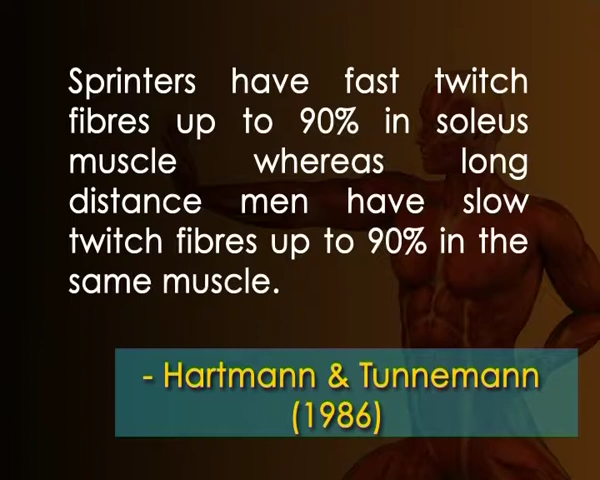 Sprinters have fast twitch
fibres up to 90% in soleus
muscle whereas long
distance men have slow
twitch fibres up to 90% in the
same muscle.
- Hartmann & Tunnemann
(1986)